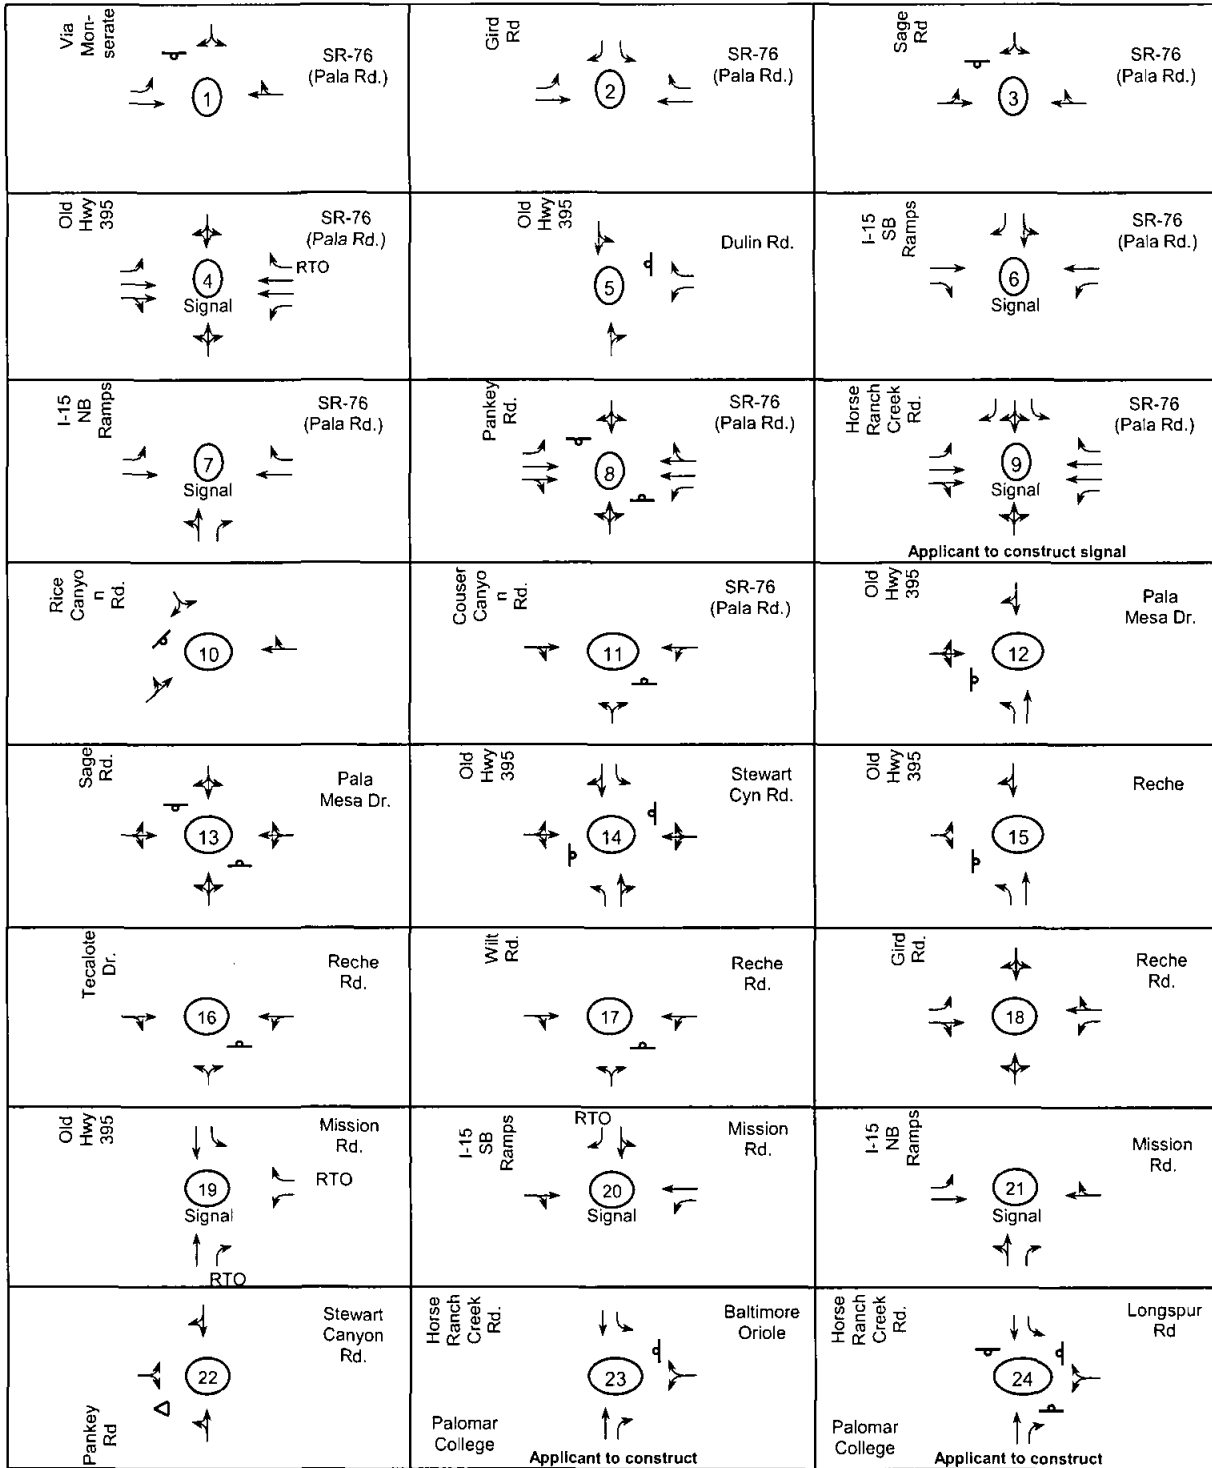 Via
Mon-
serate
SR-76
(Pala Rd.)
1
Gird
Rd
SR-76
(Pala Rd.)
2
Sage
Rd
SR-76
(Pala Rd.)
3
Old
Hwy
395
SR-76
(Pala Rd.)
RTO
4
Signal
Old
Hwy
395
Dulin Rd.
5
I-15
SB
Ramps
SR-76
(Pala Rd.)
6
Signal
I-15
NB
Ramps
SR-76
(Pala Rd.)
7
Signal
Pankey
Rd.
SR-76
(Pala Rd.)
8
Horse
Ranch
Creek
Rd.
SR-76
(Pala Rd.)
9
Signal
Applicant to construct signal
Rice
Canyo
n
Rd.
10
Couser
Canyo
n
Rd.
SR-76
(Pala Rd.)
11
Old
Hwy
395
Pala
Mesa Dr.
12
Sage
Rd.
Pala
Mesa Dr.
13
Old
Hwy
395
Stewart
Cyn Rd.
14
Old
Hwy
395
Reche
15
Tecalote
Dr.
Reche
Rd.
16
Wilt
Rd.
Reche
Rd.
17
Gird
Rd.
Reche
Rd.
18
Old
Hwy
395
Mission
Rd.
RTO
19
Signal
RTO
I-15
SB
Ramps
RTO
Mission
Rd.
20
Signal
I-15
NB
Ramps
Mission
Rd.
21
Signal
Stewart
Canyon
Rd.
22
Pankey
Rd
Horse
Ranch
Creek
Rd.
Baltimore
Oriole
23
Palomar
College
Applicant to construct
Horse
Ranch
Creek
Rd.
Longspur
Rd
24
Palomar
College
Applicant to construct